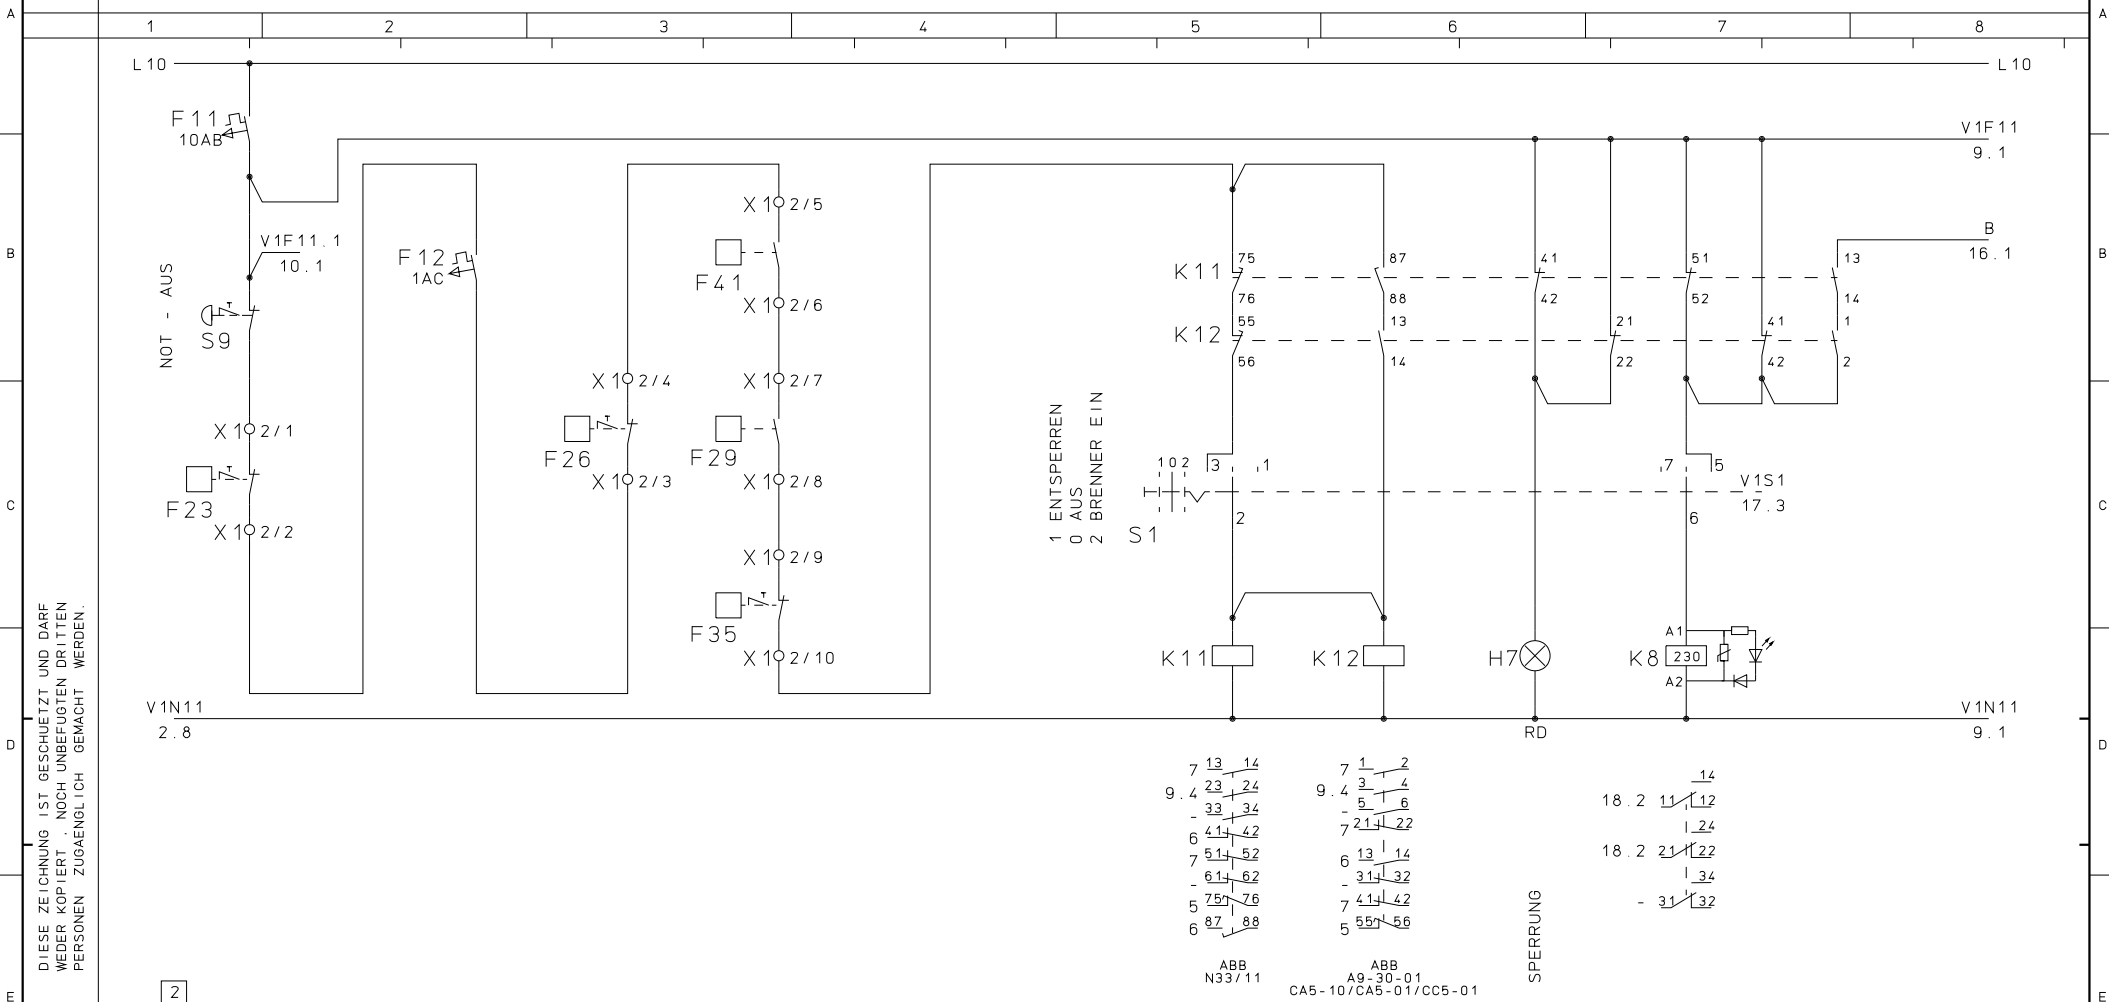 A 1 2 3 4 5 6 7 8 A
L10 L10
F11
10AB
V1F11
9.1
X1 2/5
V1F11.1
10.1
B
16.1
B B
NOT - AUS
F12
1AC
F41
K11 75 87 41 51 13
76 88 42 52 14
X1 2/6
S9
K12 55 13 21 41 1
56 14 22 42 2
X1 2/4 X1 2/7
X1 2/1
F26 F29
1 ENTSPERREN
0 AUS
2 BRENNER EIN
102 3 1 7 5
F23
X1 2/3 X1 2/8
V1S1
17.3
C C
S1 2 6
X1 2/2
X1 2/9
F35
X1 2/10
K11 K12 H7 K8 230
A1
A2
V1N11 V1N11
2.8 RD 9.1
D D
7 13 14
9.4 23 24
- 33 34
6 41 42
7 51 52
- 61 62
5 75 76
6 87 88
ABB
N33/11
7 1 2
9.4 3 4
- 5 6
7 21 22
6 13 14
- 31 32
7 41 42
5 55 56
ABB
A9-30-01
CA5-10/CA5-01/CC5-01
SPERRUNG
14
18.2 11 12
24
18.2 21 22
34
- 31 32
DIESE ZEICHNUNG IST GESCHUETZT UND DARF
WEDER KOPIERT , NOCH UNBEFUGTEN DRITTEN
PERSONEN ZUGAENGLICH GEMACHT WERDEN.
2
E E